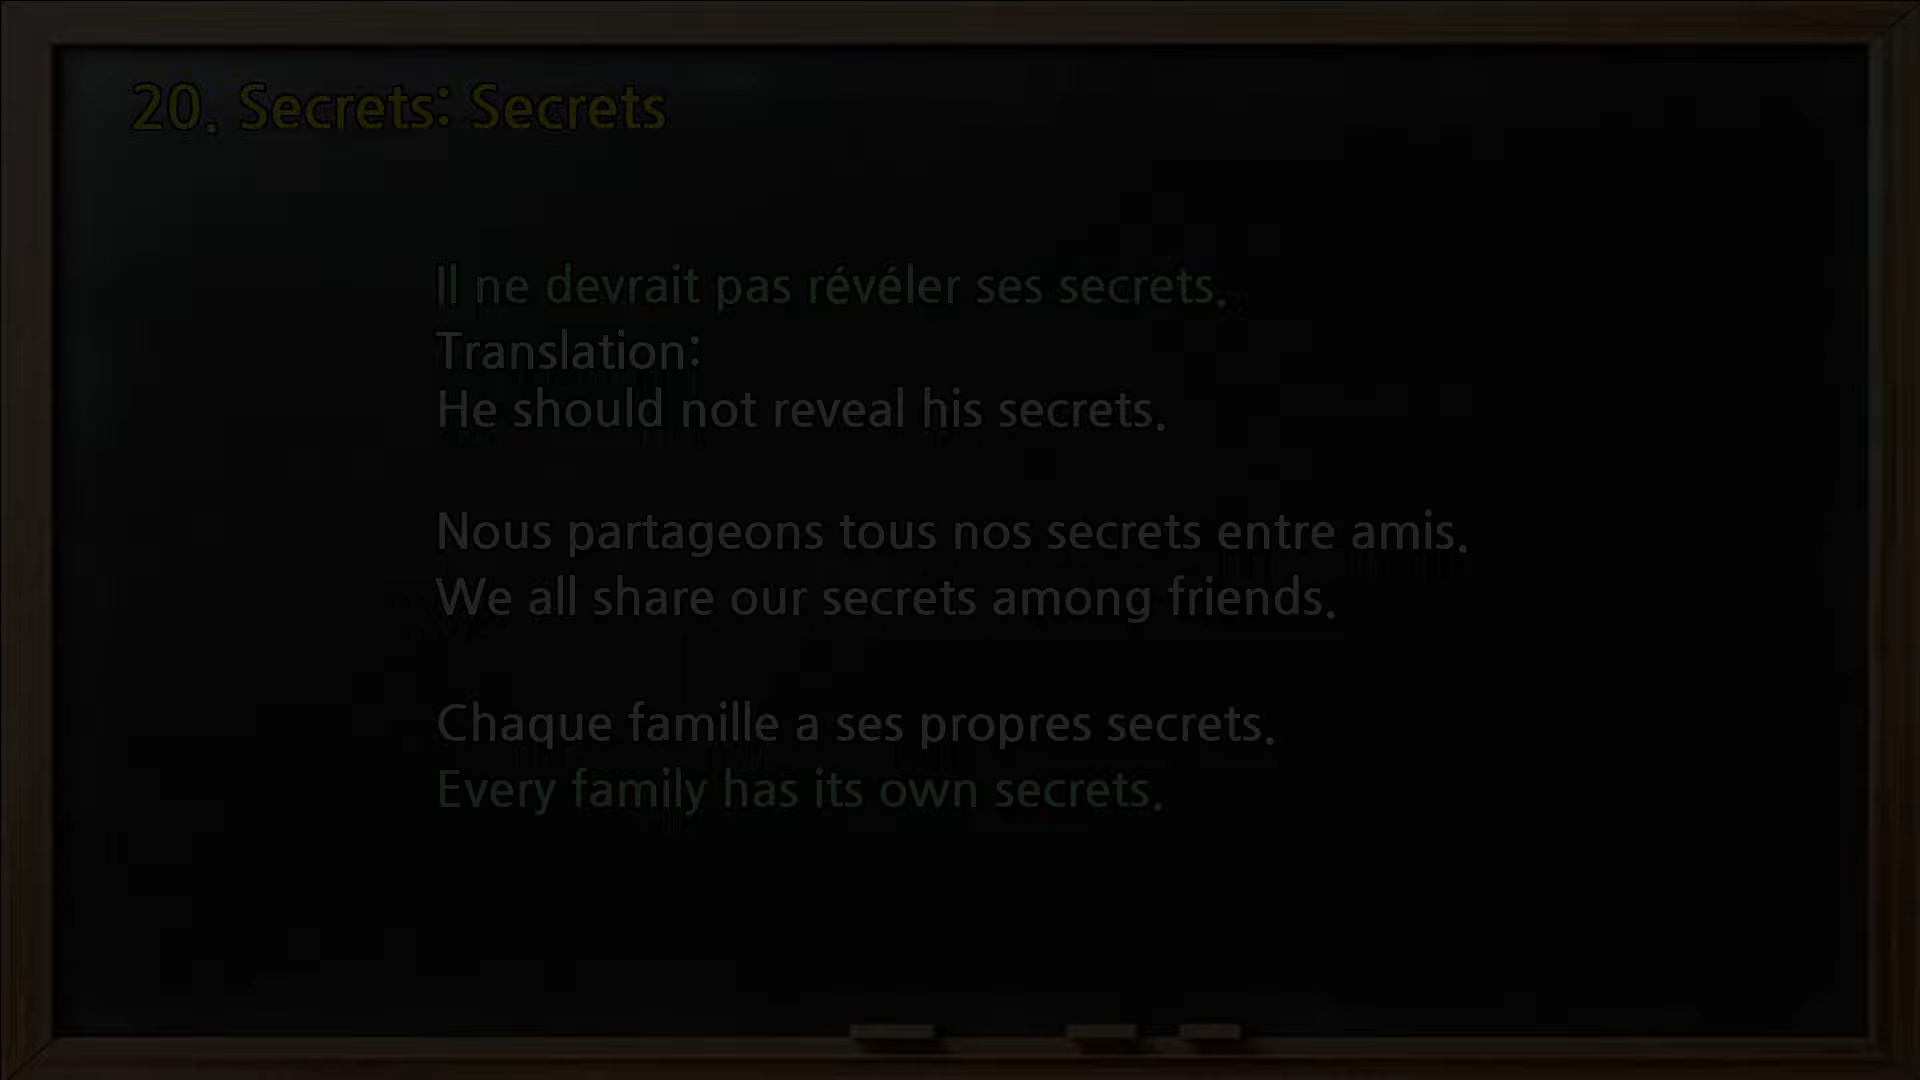 20. Secrets: Secrets
Il ne devrait pas révéler ses secrets.
Translation:
He should not reveal his secrets.
Nous partageons tous nos secrets entre amis.
We all share our secrets among friends.
Chaque famille a ses propres secrets.
Every family has its own secrets.